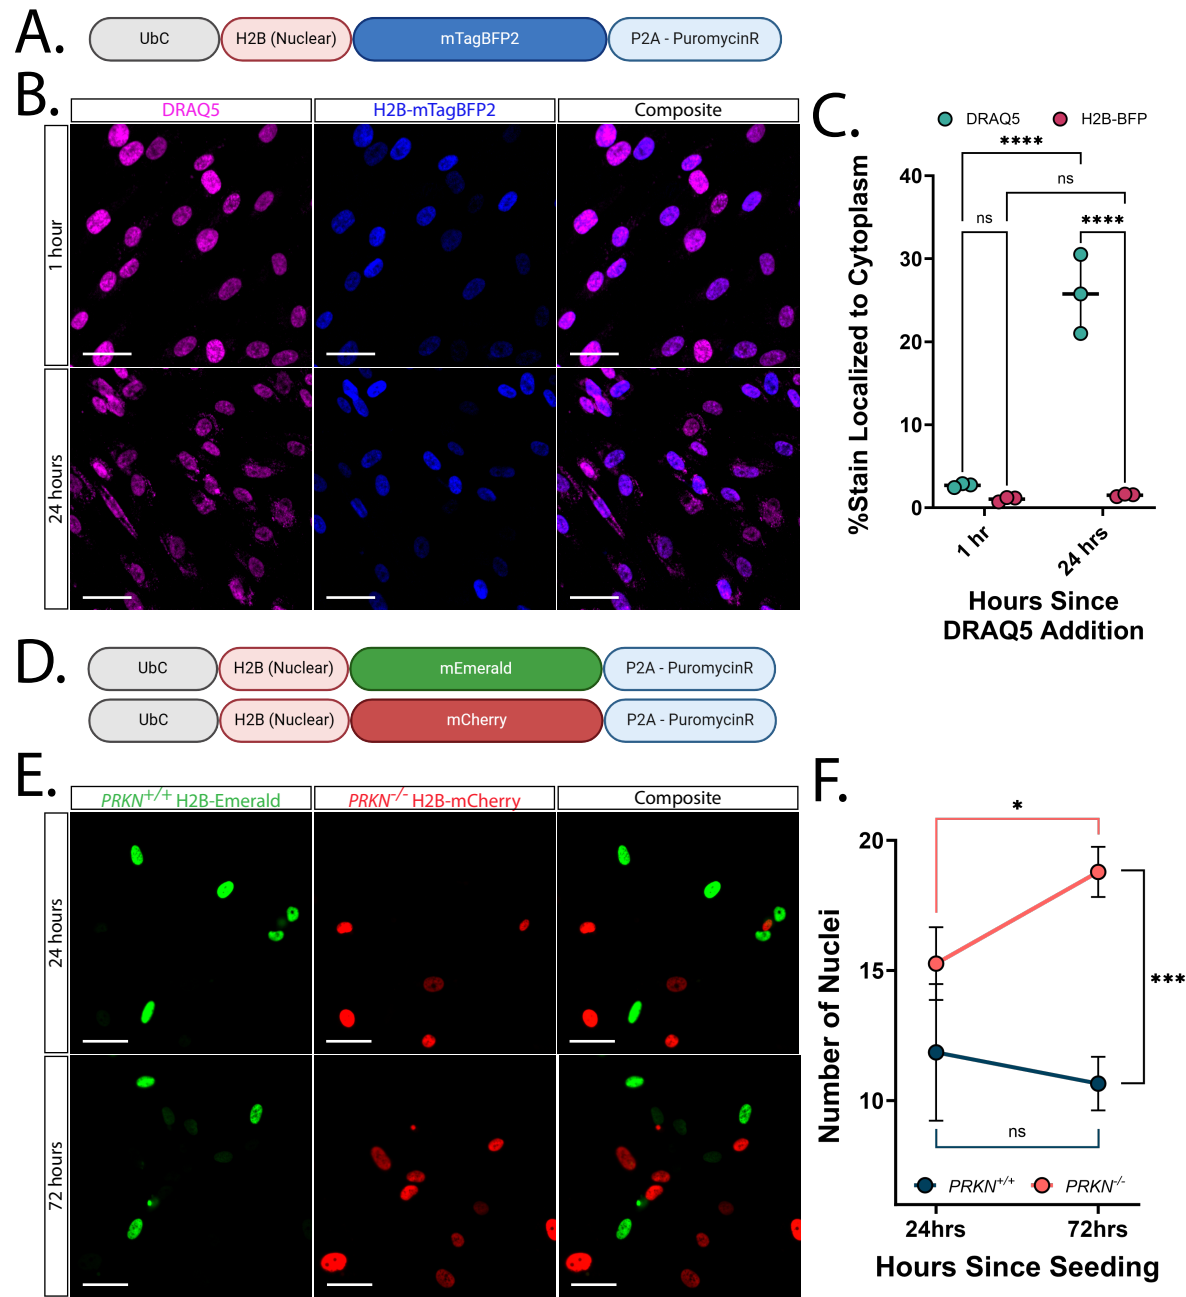 A.
UbC
H2B (Nuclear)
mTagBFP2
P2A - PuromycinR
B.
DRAQ5
H2B-mTagBFP2
Composite
1 hour
24 hours
C.
DRAQ5
H2B-BFP
****
ns
ns
****
%Stain Localized to Cytoplasm
40
30
20
10
0
1 hr
24 hrs
Hours Since
DRAQ5 Addition
D.
UbC
H2B (Nuclear)
mEmerald
P2A - PuromycinR
UbC
H2B (Nuclear)
mCherry
P2A - PuromycinR
E.
PRKN+/+ H2B-Emerald
PRKN-/- H2B-mCherry
Composite
24 hours
72 hours
F.
*
***
ns
Number of Nuclei
20
15
10
PRKN+/+
PRKN-/-
24hrs
72hrs
Hours Since Seeding